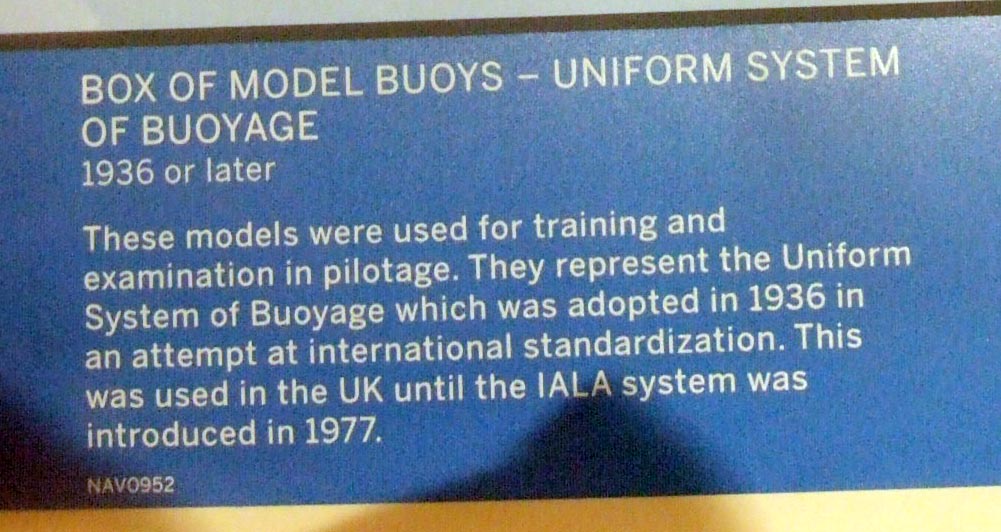 BOX OF MODEL BUOYS – UNIFORM SYSTEM
OF BUOYAGE
1936 or later
These models were used for training and
examination in pilotage. They represent the Uniform
System of Buoyage which was adopted in 1936 in
an attempt at international standardization. This
was used in the UK until the IALA system was
introduced in 1977.
NAV0952